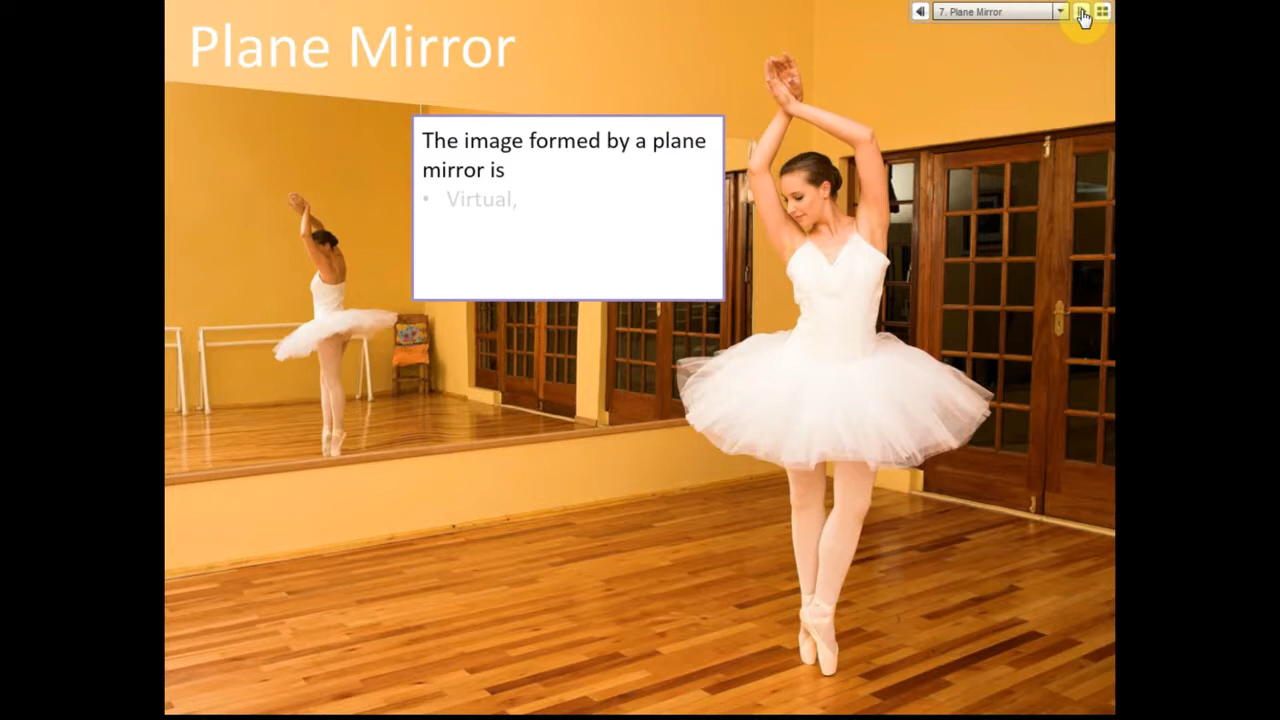 7. Plane Mirror
Plane Mirror
The image formed by a plane
mirror is
• Virtual,